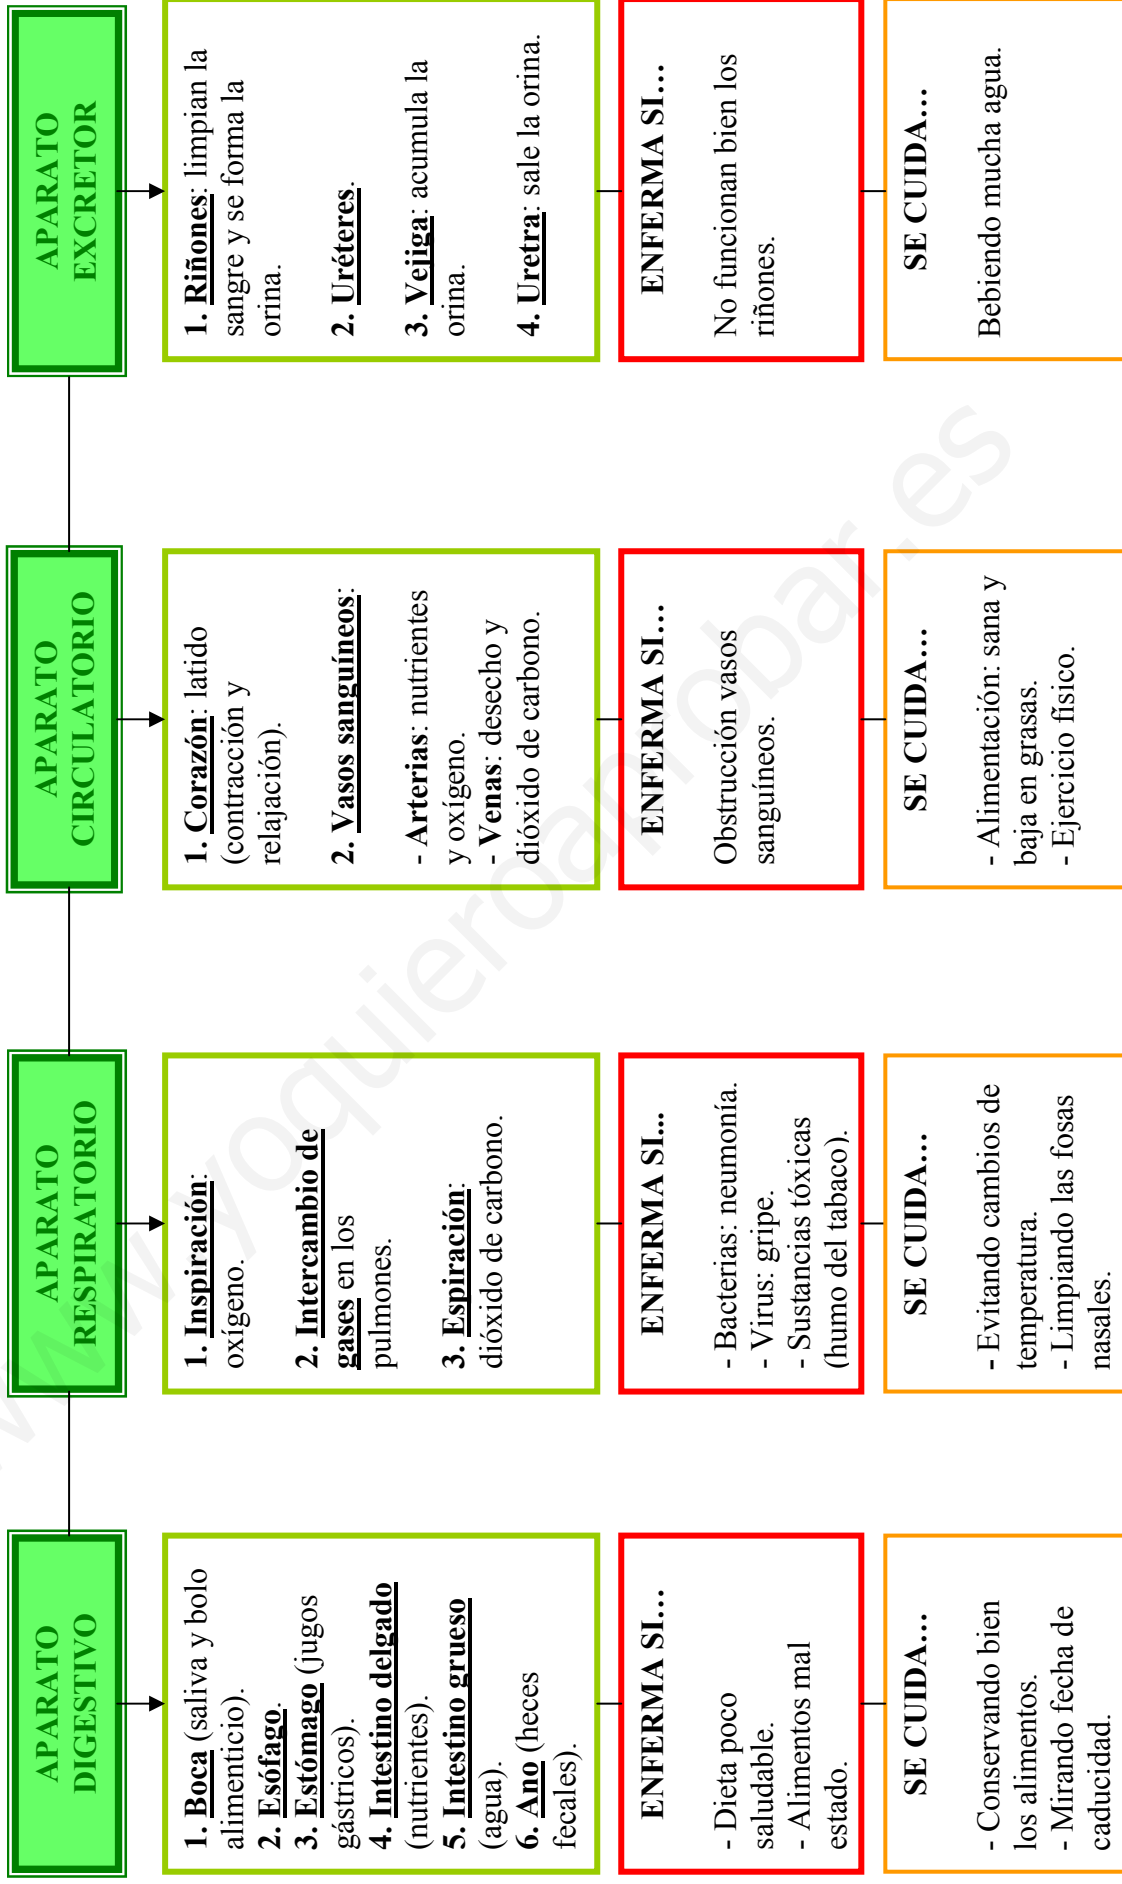 APARATO
DIGESTIVO
1. Boca (saliva y bolo
alimenticio).
2. Esófago.
3. Estómago (jugos
gástricos).
4. Intestino delgado
(nutrientes).
5. Intestino grueso
(agua).
6. Ano (heces
fecales).
ENFERMA SI…
- Dieta poco
saludable.
- Alimentos mal
estado.
SE CUIDA…
- Conservando bien
los alimentos.
- Mirando fecha de
caducidad.
APARATO
RESPIRATORIO
1. Inspiración:
oxígeno.
2. Intercambio de
gases en los
pulmones.
3. Espiración:
dióxido de carbono.
ENFERMA SI...
- Bacterias: neumonía.
- Virus: gripe.
- Sustancias tóxicas
(humo del tabaco).
SE CUIDA…
- Evitando cambios de
temperatura.
- Limpiando las fosas
nasales.
APARATO
CIRCULATORIO
1. Corazón: latido
(contracción y
relajación).
2. Vasos sanguíneos:
- Arterias: nutrientes
y oxígeno.
- Venas: desecho y
dióxido de carbono.
ENFERMA SI…
Obstrucción vasos
sanguíneos.
SE CUIDA…
- Alimentación: sana y
baja en grasas.
- Ejercicio físico.
APARATO
EXCRETOR
1. Riñones: limpian la
sangre y se forma la
orina.
2. Uréteres.
3. Vejiga: acumula la
orina.
4. Uretra: sale la orina.
ENFERMA SI…
No funcionan bien los
riñones.
SE CUIDA…
Bebiendo mucha agua.
www.yoquieroaprobar.es